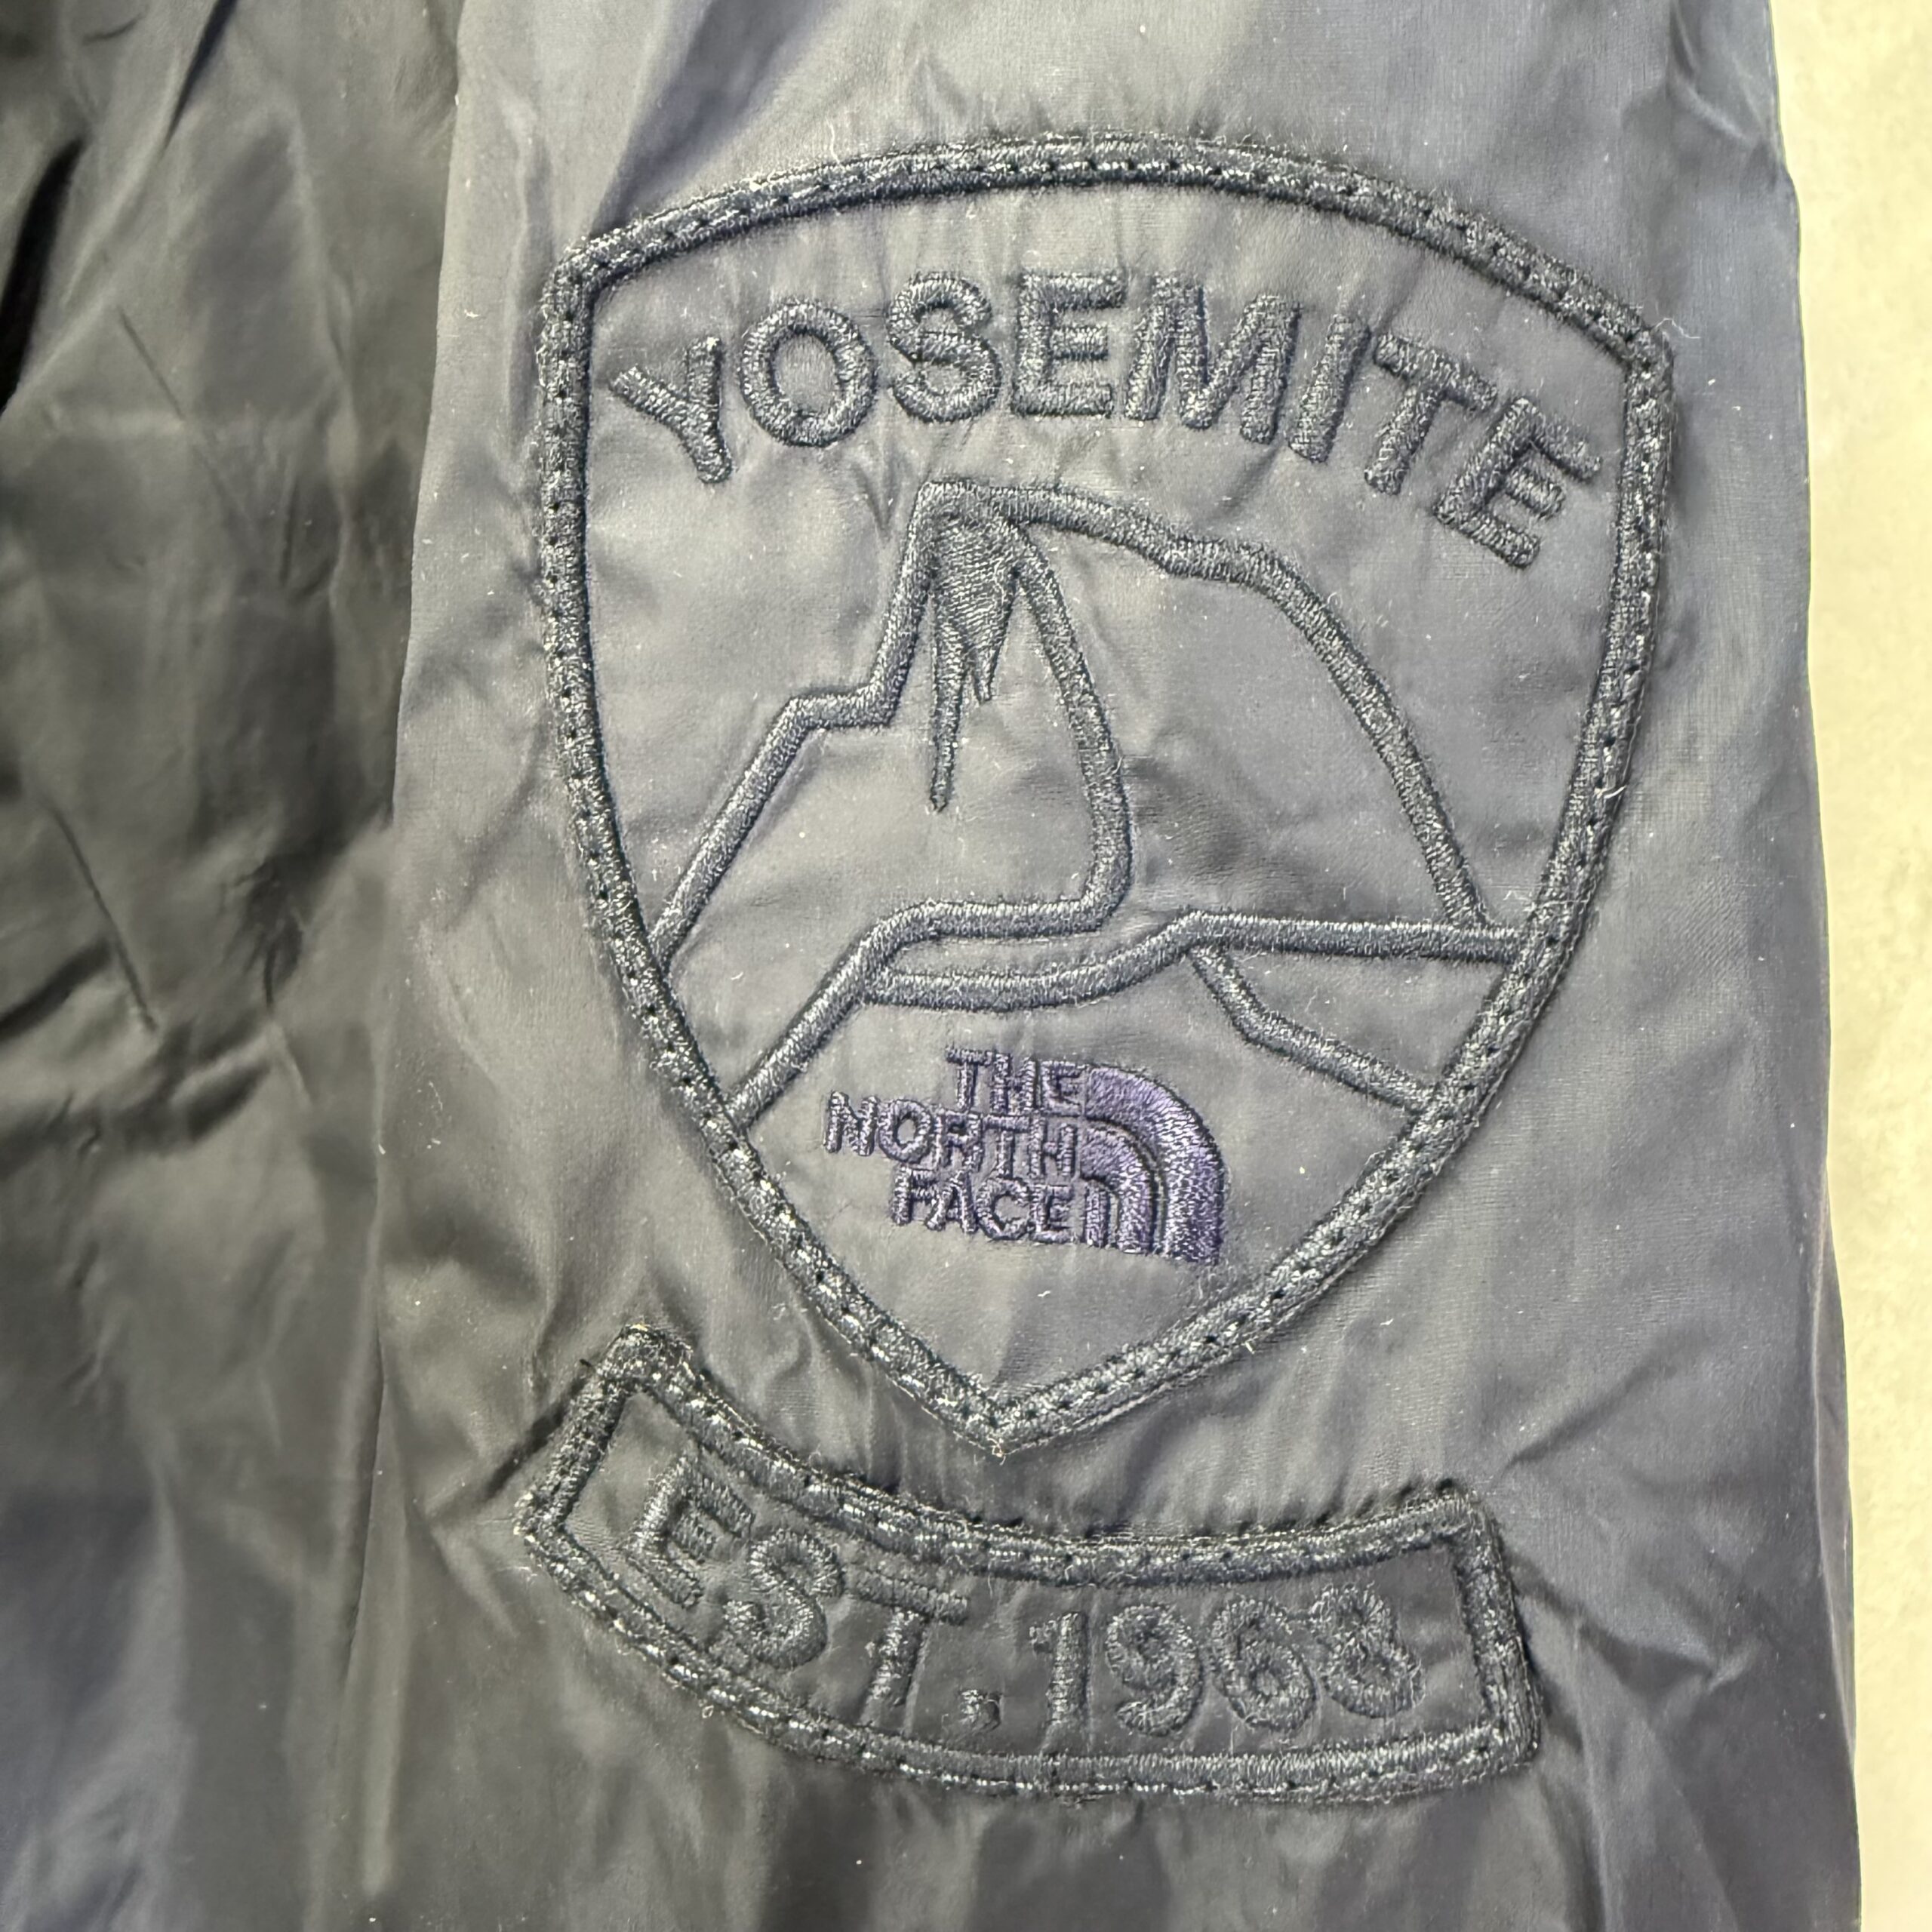 YOSEMITE
THE
NORTH
FACE
EST. 1968